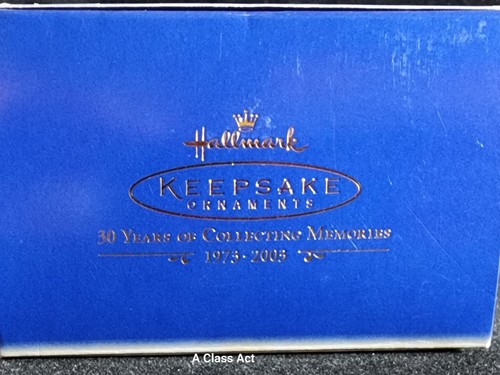 Hallmark
KEEPSAKE
ORNAMENTS
30 YEARS OF COLLECTING MEMORIES
1973-2003
A Class Act